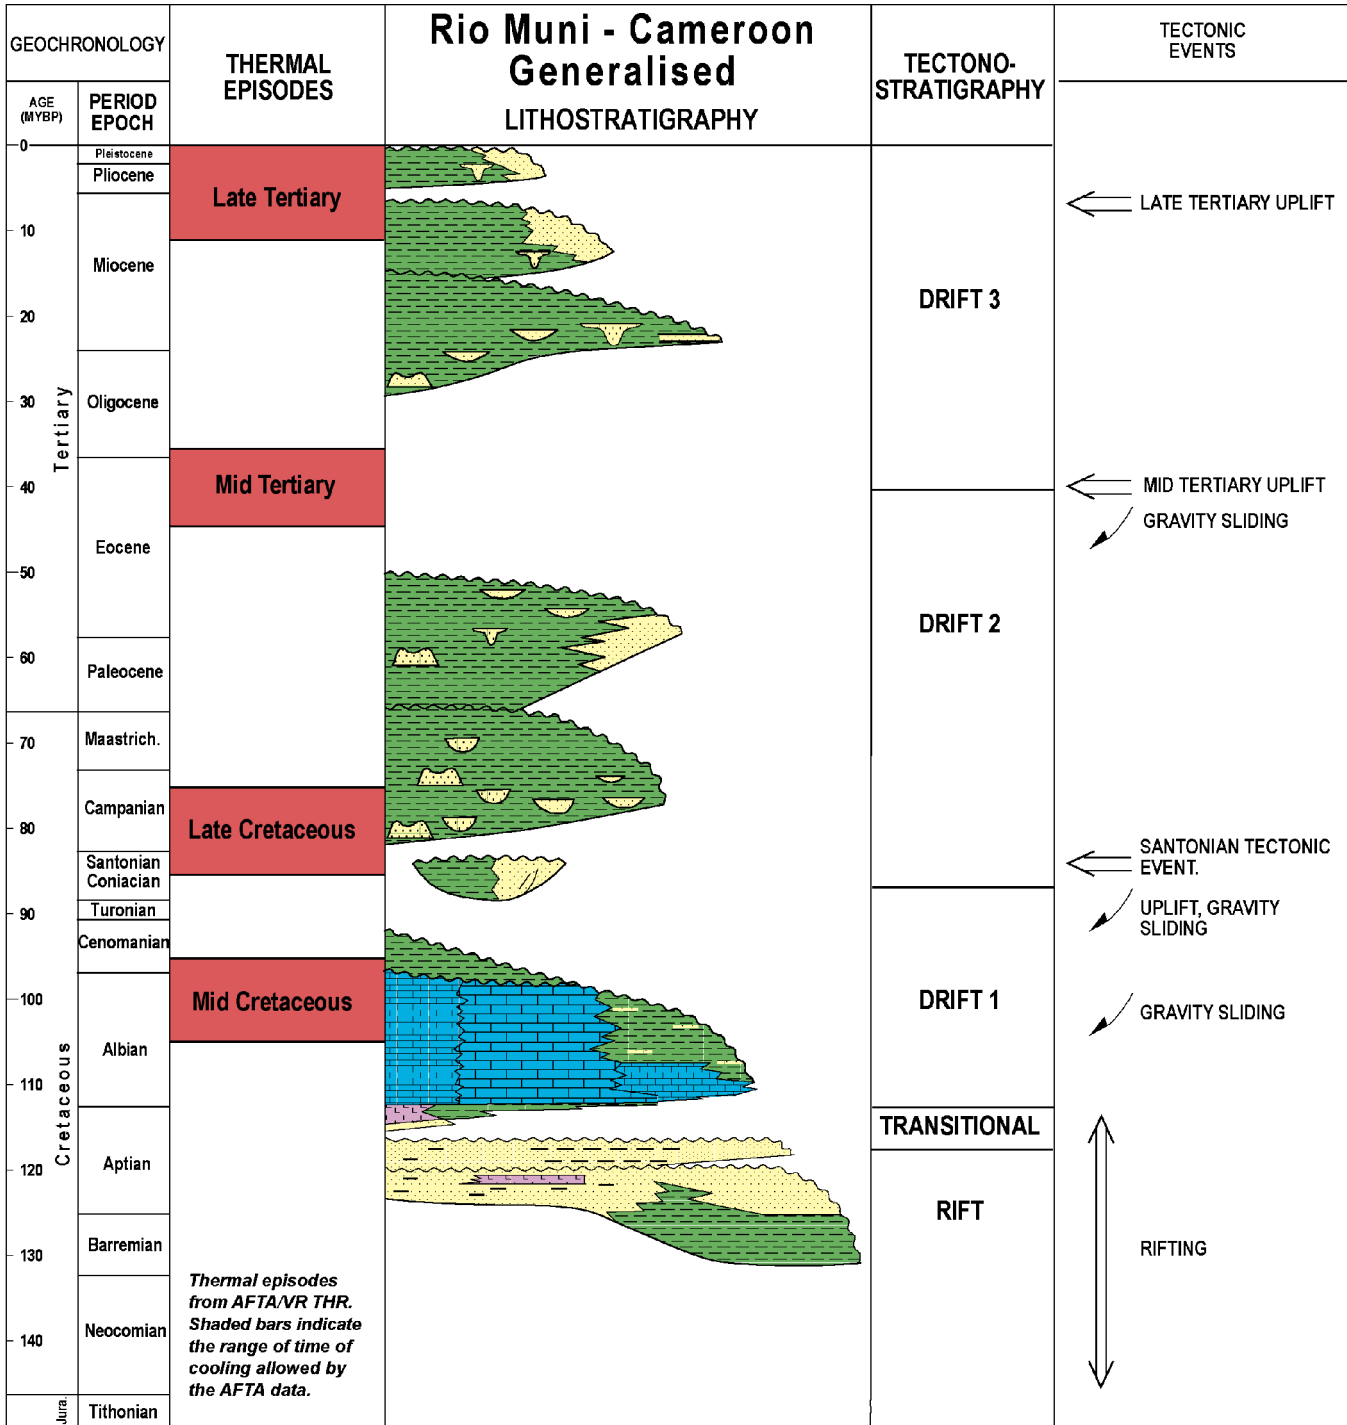 Rio Muni - Cameroon
Generalised
LITHOSTRATIGRAPHY
GEOCHRONOLOGY
AGE
(MYBP)
PERIOD
EPOCH
THERMAL
EPISODES
TECTONO-
STRATIGRAPHY
TECTONIC
EVENTS
0
10
20
30
40
50
60
70
80
90
100
110
120
130
140
Tertiary
Cretaceous
Jura.
Pleistocene
Pliocene
Miocene
Oligocene
Eocene
Paleocene
Maastrich.
Campanian
Santonian
Coniacian
Turonian
Cenomanian
Albian
Aptian
Barremian
Neocomian
Tithonian
Late Tertiary
Mid Tertiary
Late Cretaceous
Mid Cretaceous
Thermal episodes
from AFTA/VR THR.
Shaded bars indicate
the range of time of
cooling allowed by
the AFTA data.
DRIFT 3
DRIFT 2
DRIFT 1
TRANSITIONAL
RIFT
LATE TERTIARY UPLIFT
MID TERTIARY UPLIFT
GRAVITY SLIDING
SANTONIAN TECTONIC
EVENT.
UPLIFT, GRAVITY
SLIDING
GRAVITY SLIDING
RIFTING